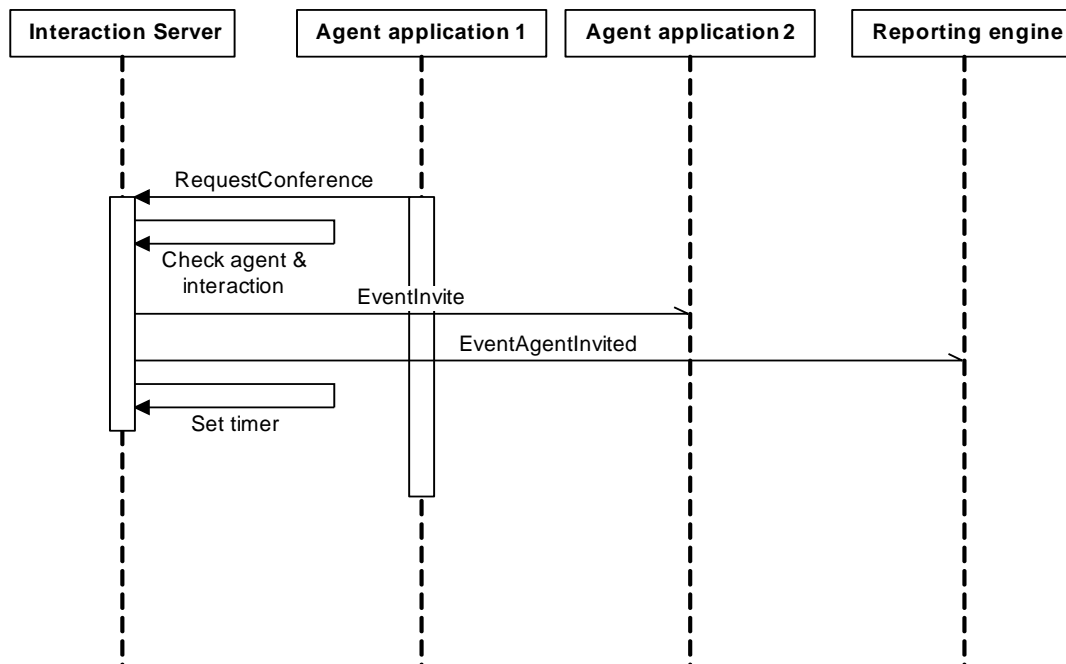 Interaction Server
Agent application 1
Agent application 2
Reporting engine
RequestConference
Check agent &
interaction
EventInvite
EventAgentInvited
Set timer